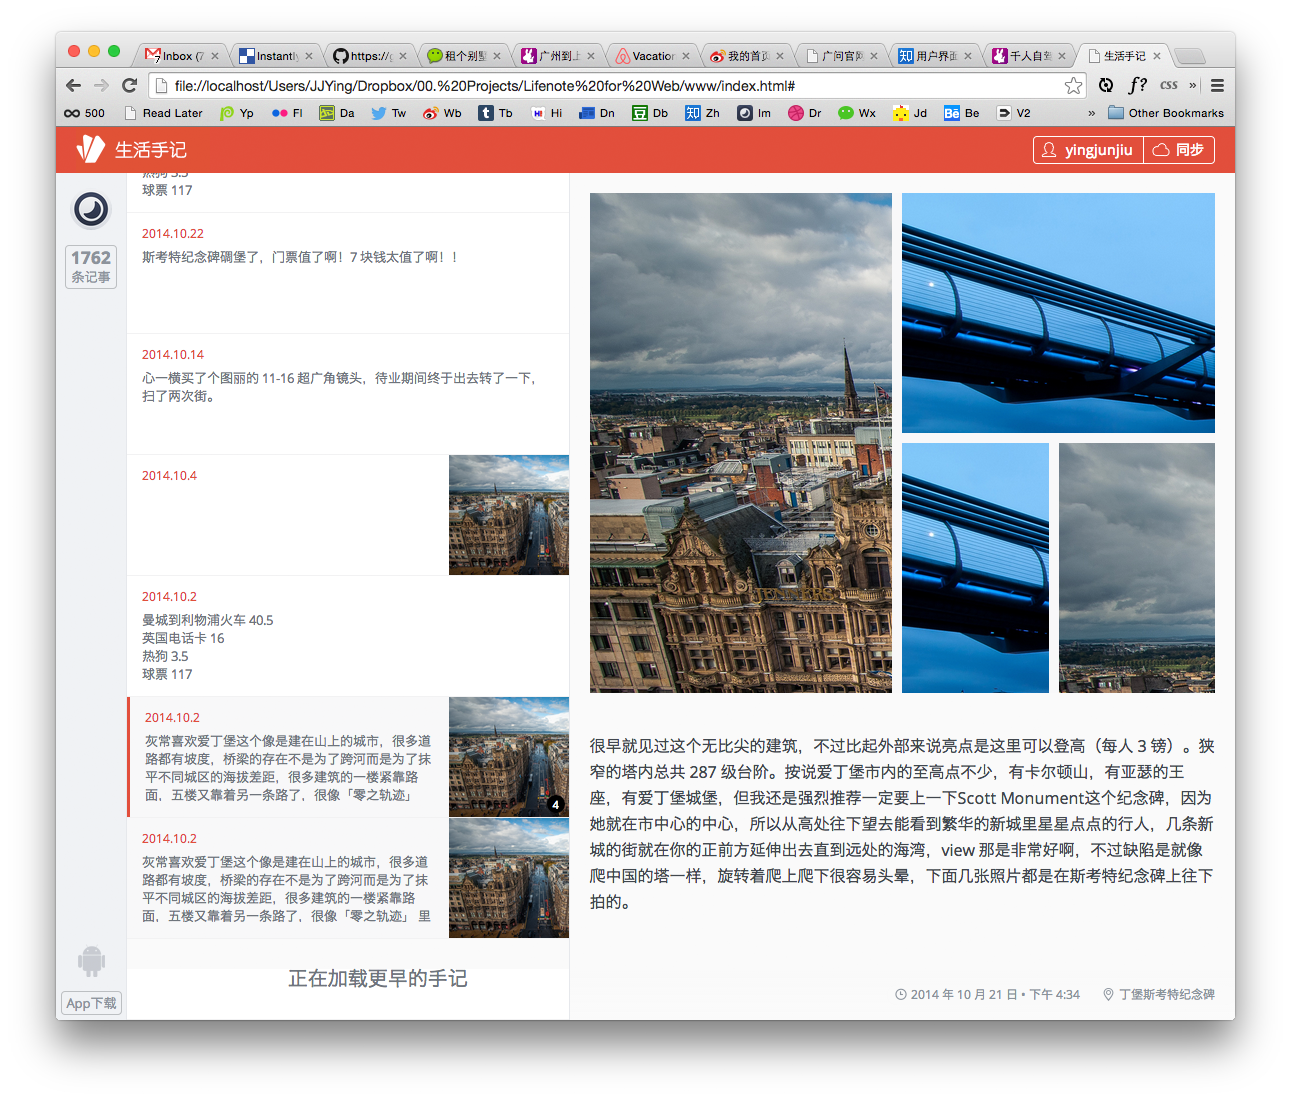 Inbox (7
Instantly
https://g
租个别墅
广州到上
Vacation
我的首页
广问官网
用户界面
千人自驾
生活手记
file://localhost/Users/JJYing/Dropbox/00.%20Projects/Lifenote%20for%20Web/www/index.html#
f?
css
»
500
Read Later
Yp
Fl
Da
Tw
Wb
Tb
Hi
Dn
Db
Zh
Im
Dr
Wx
Jd
Be
V2
»
Other Bookmarks
生活手记
yingjunjiu
同步
1762
条记事
App下载
热狗 3.5
球票 117
2014.10.22
斯考特纪念碑碉堡了，门票值了啊！7 块钱太值了啊！！
2014.10.14
心一横买了个图丽的 11-16 超广角镜头，待业期间终于出去转了一下，
扫了两次街。
2014.10.4
2014.10.2
曼城到利物浦火车 40.5
英国电话卡 16
热狗 3.5
球票 117
2014.10.2
灰常喜欢爱丁堡这个像是建在山上的城市，很多道
路都有坡度，桥梁的存在不是为了跨河而是为了抹
平不同城区的海拔差距，很多建筑的一楼紧靠路
面，五楼又靠着另一条路了，很像「零之轨迹」
4
2014.10.2
灰常喜欢爱丁堡这个像是建在山上的城市，很多道
路都有坡度，桥梁的存在不是为了跨河而是为了抹
平不同城区的海拔差距，很多建筑的一楼紧靠路
面，五楼又靠着另一条路了，很像「零之轨迹」 里
正在加载更早的手记
JENNERS
很早就见过这个无比尖的建筑，不过比起外部来说亮点是这里可以登高（每人 3 镑）。狭
窄的塔内总共 287 级台阶。按说爱丁堡市内的至高点不少，有卡尔顿山，有亚瑟的王
座，有爱丁堡城堡，但我还是强烈推荐一定要上一下Scott Monument这个纪念碑，因为
她就在市中心的中心，所以从高处往下望去能看到繁华的新城里星星点点的行人，几条新
城的街就在你的正前方延伸出去直到远处的海湾，view 那是非常好啊，不过缺陷是就像
爬中国的塔一样，旋转着爬上爬下很容易头晕，下面几张照片都是在斯考特纪念碑上往下
拍的。
2014 年 10 月 21 日 • 下午 4:34
丁堡斯考特纪念碑